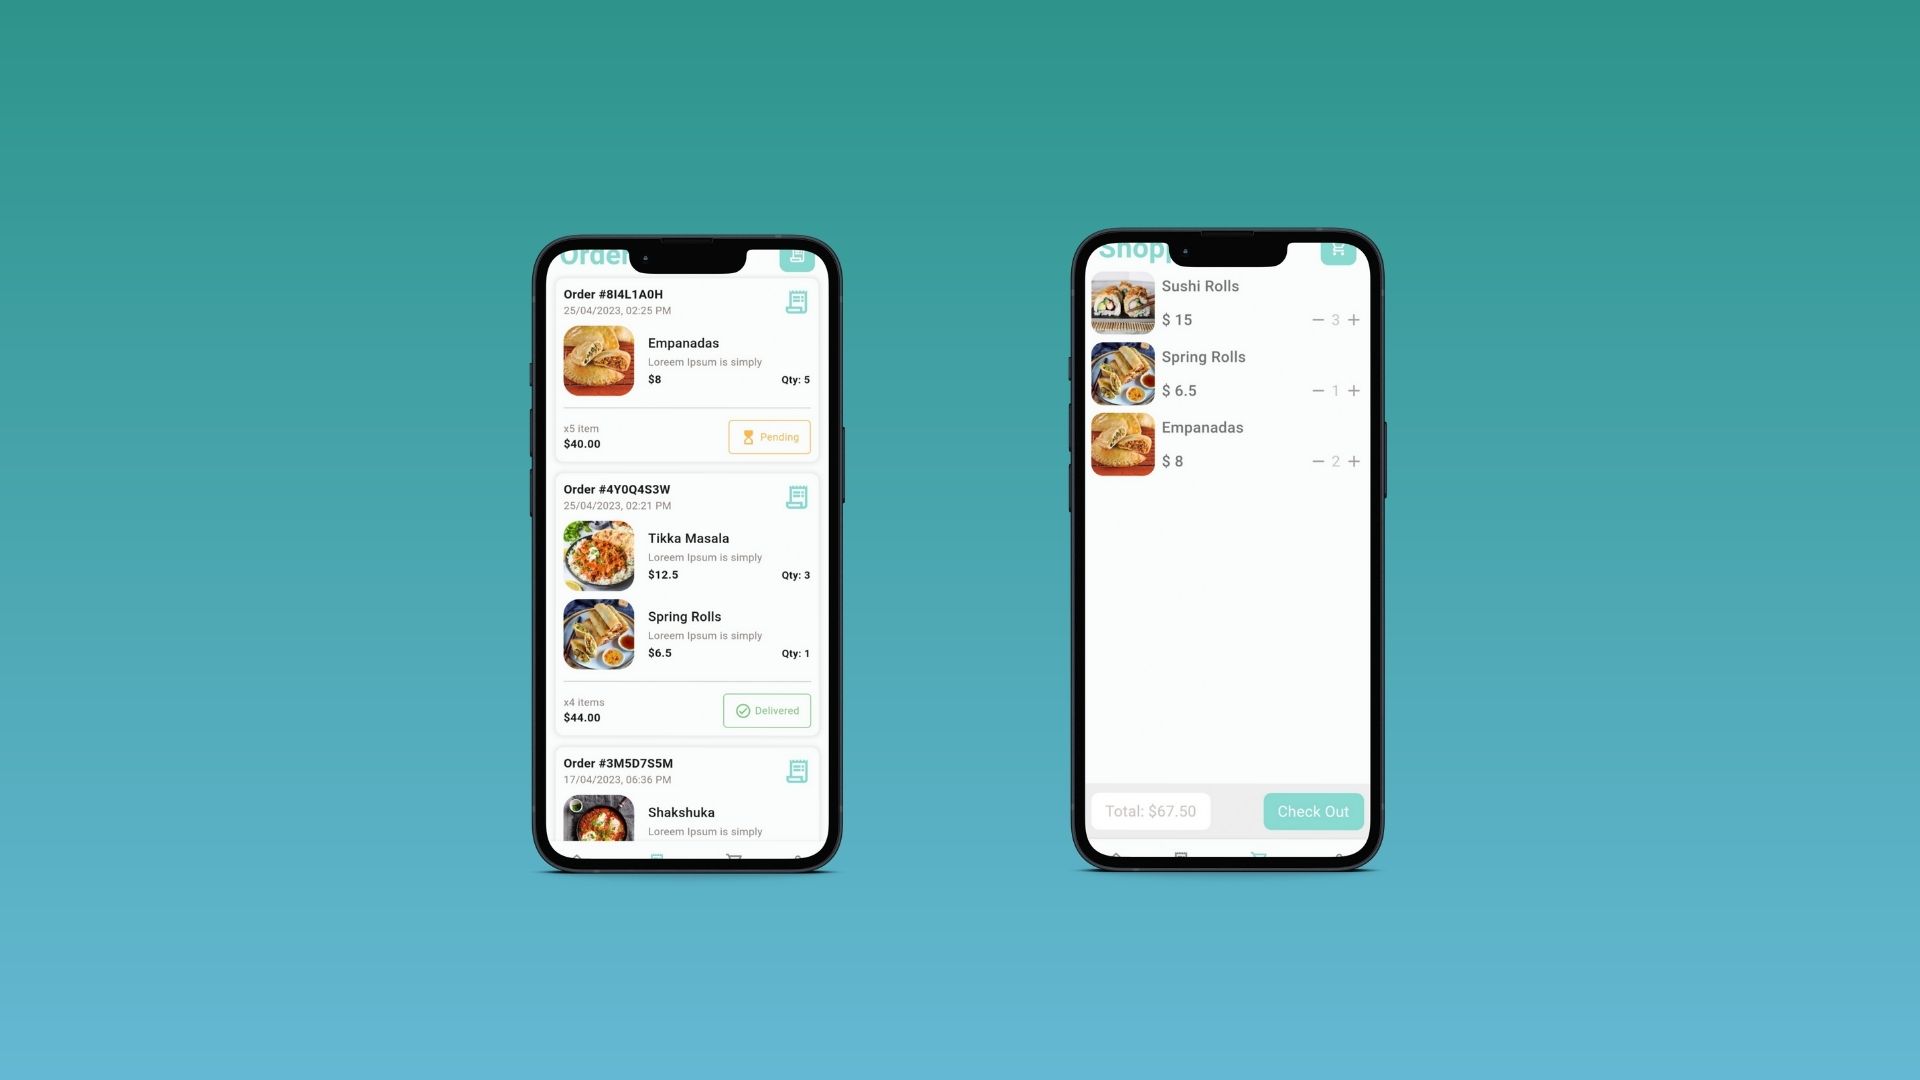 Order
Order #8I4L1A0H
25/04/2023, 02:25 PM
Empanadas
Loreem Ipsum is simply
$8
Qty: 5
x5 item
$40.00
Pending
Order #4Y0Q4S3W
25/04/2023, 02:21 PM
Tikka Masala
Loreem Ipsum is simply
$12.5
Qty: 3
Spring Rolls
Loreem Ipsum is simply
$6.5
Qty: 1
x4 items
$44.00
Delivered
Order #3M5D7S5M
17/04/2023, 06:36 PM
Shakshuka
Loreem Ipsum is simply
Shopp
Sushi Rolls
$ 15
− 3 +
Spring Rolls
$ 6.5
− 1 +
Empanadas
$ 8
− 2 +
Total: $67.50
Check Out